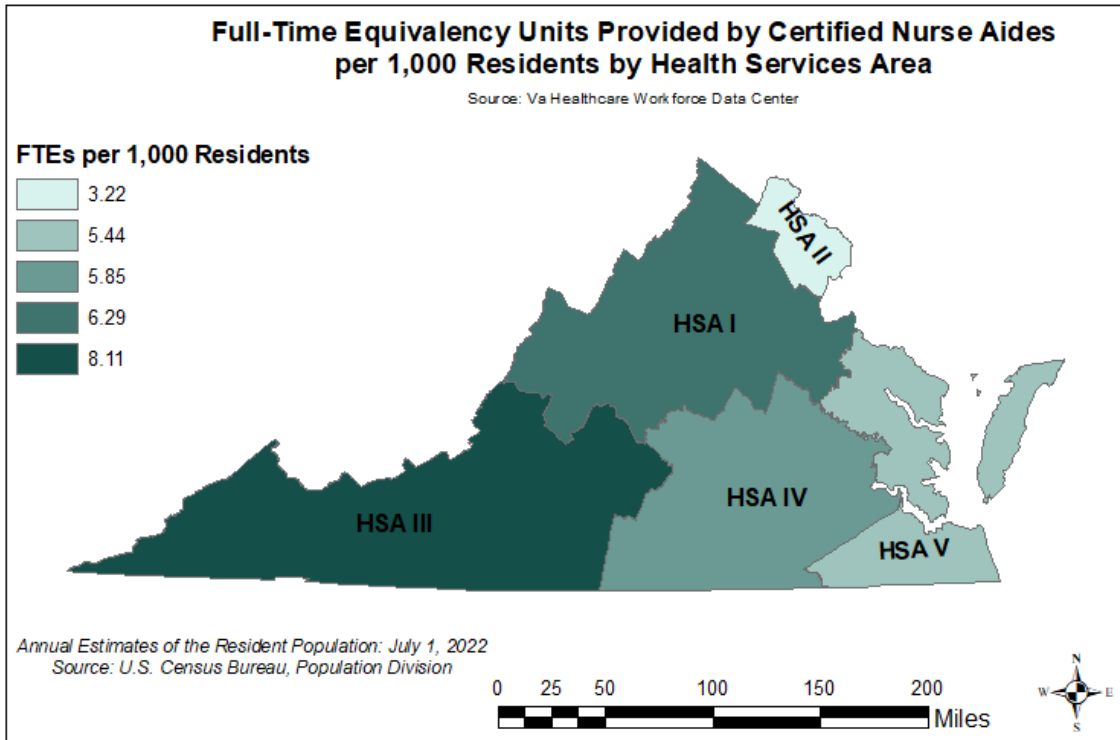 Full-Time Equivalency Units Provided by Certified Nurse Aides
per 1,000 Residents by Health Services Area
Source: Va Healthcare Workforce Data Center
FTEs per 1,000 Residents
3.22
5.44
5.85
6.29
8.11
HSA II
HSA I
HSA III
HSA IV
HSA V
Annual Estimates of the Resident Population: July 1, 2022
Source: U.S. Census Bureau, Population Division
0 25 50 100 150 200
Miles
N
W E
S